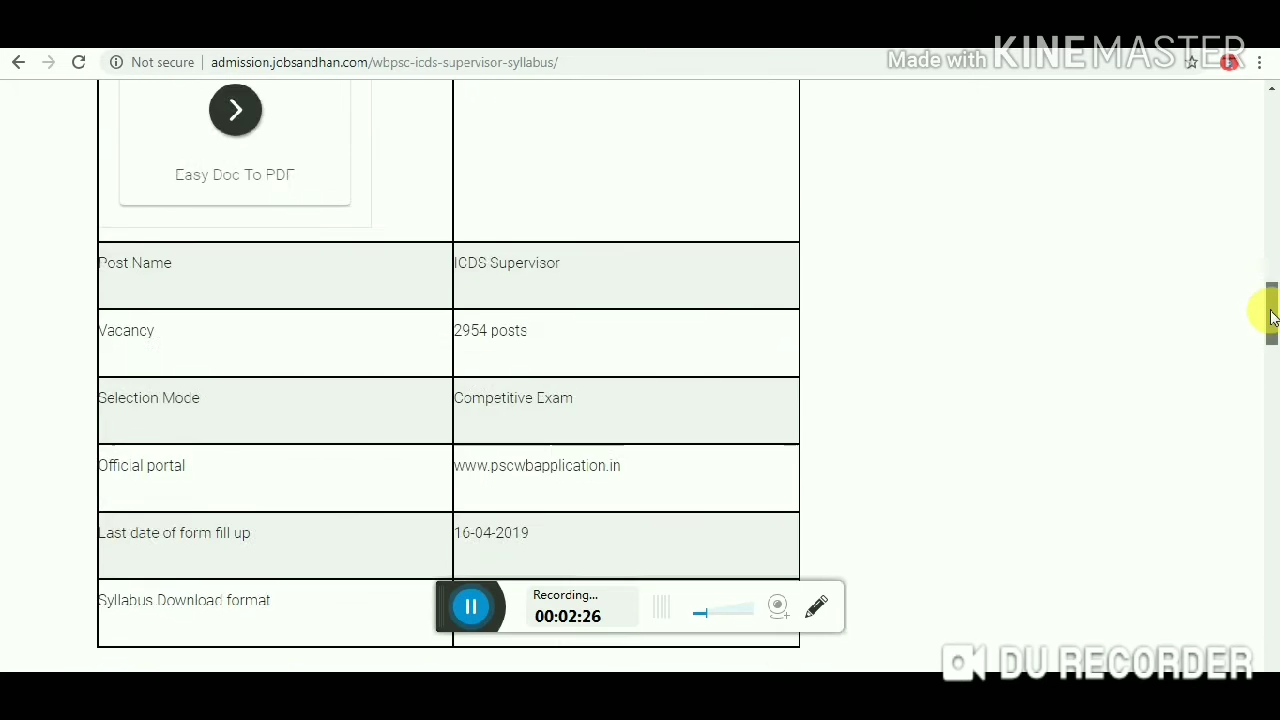 Made with KINEMASTER
Not secure | admission.jcbsandhan.com/wbpsc-icds-supervisor-syllabus/
Easy Doc To PDF
Post Name ICDS Supervisor
Vacancy 2954 posts
Selection Mode Competitive Exam
Official portal www.pscwbapplication.in
Last date of form fill up 16-04-2019
Syllabus Download format
Recording...
00:02:26
DU RECORDER